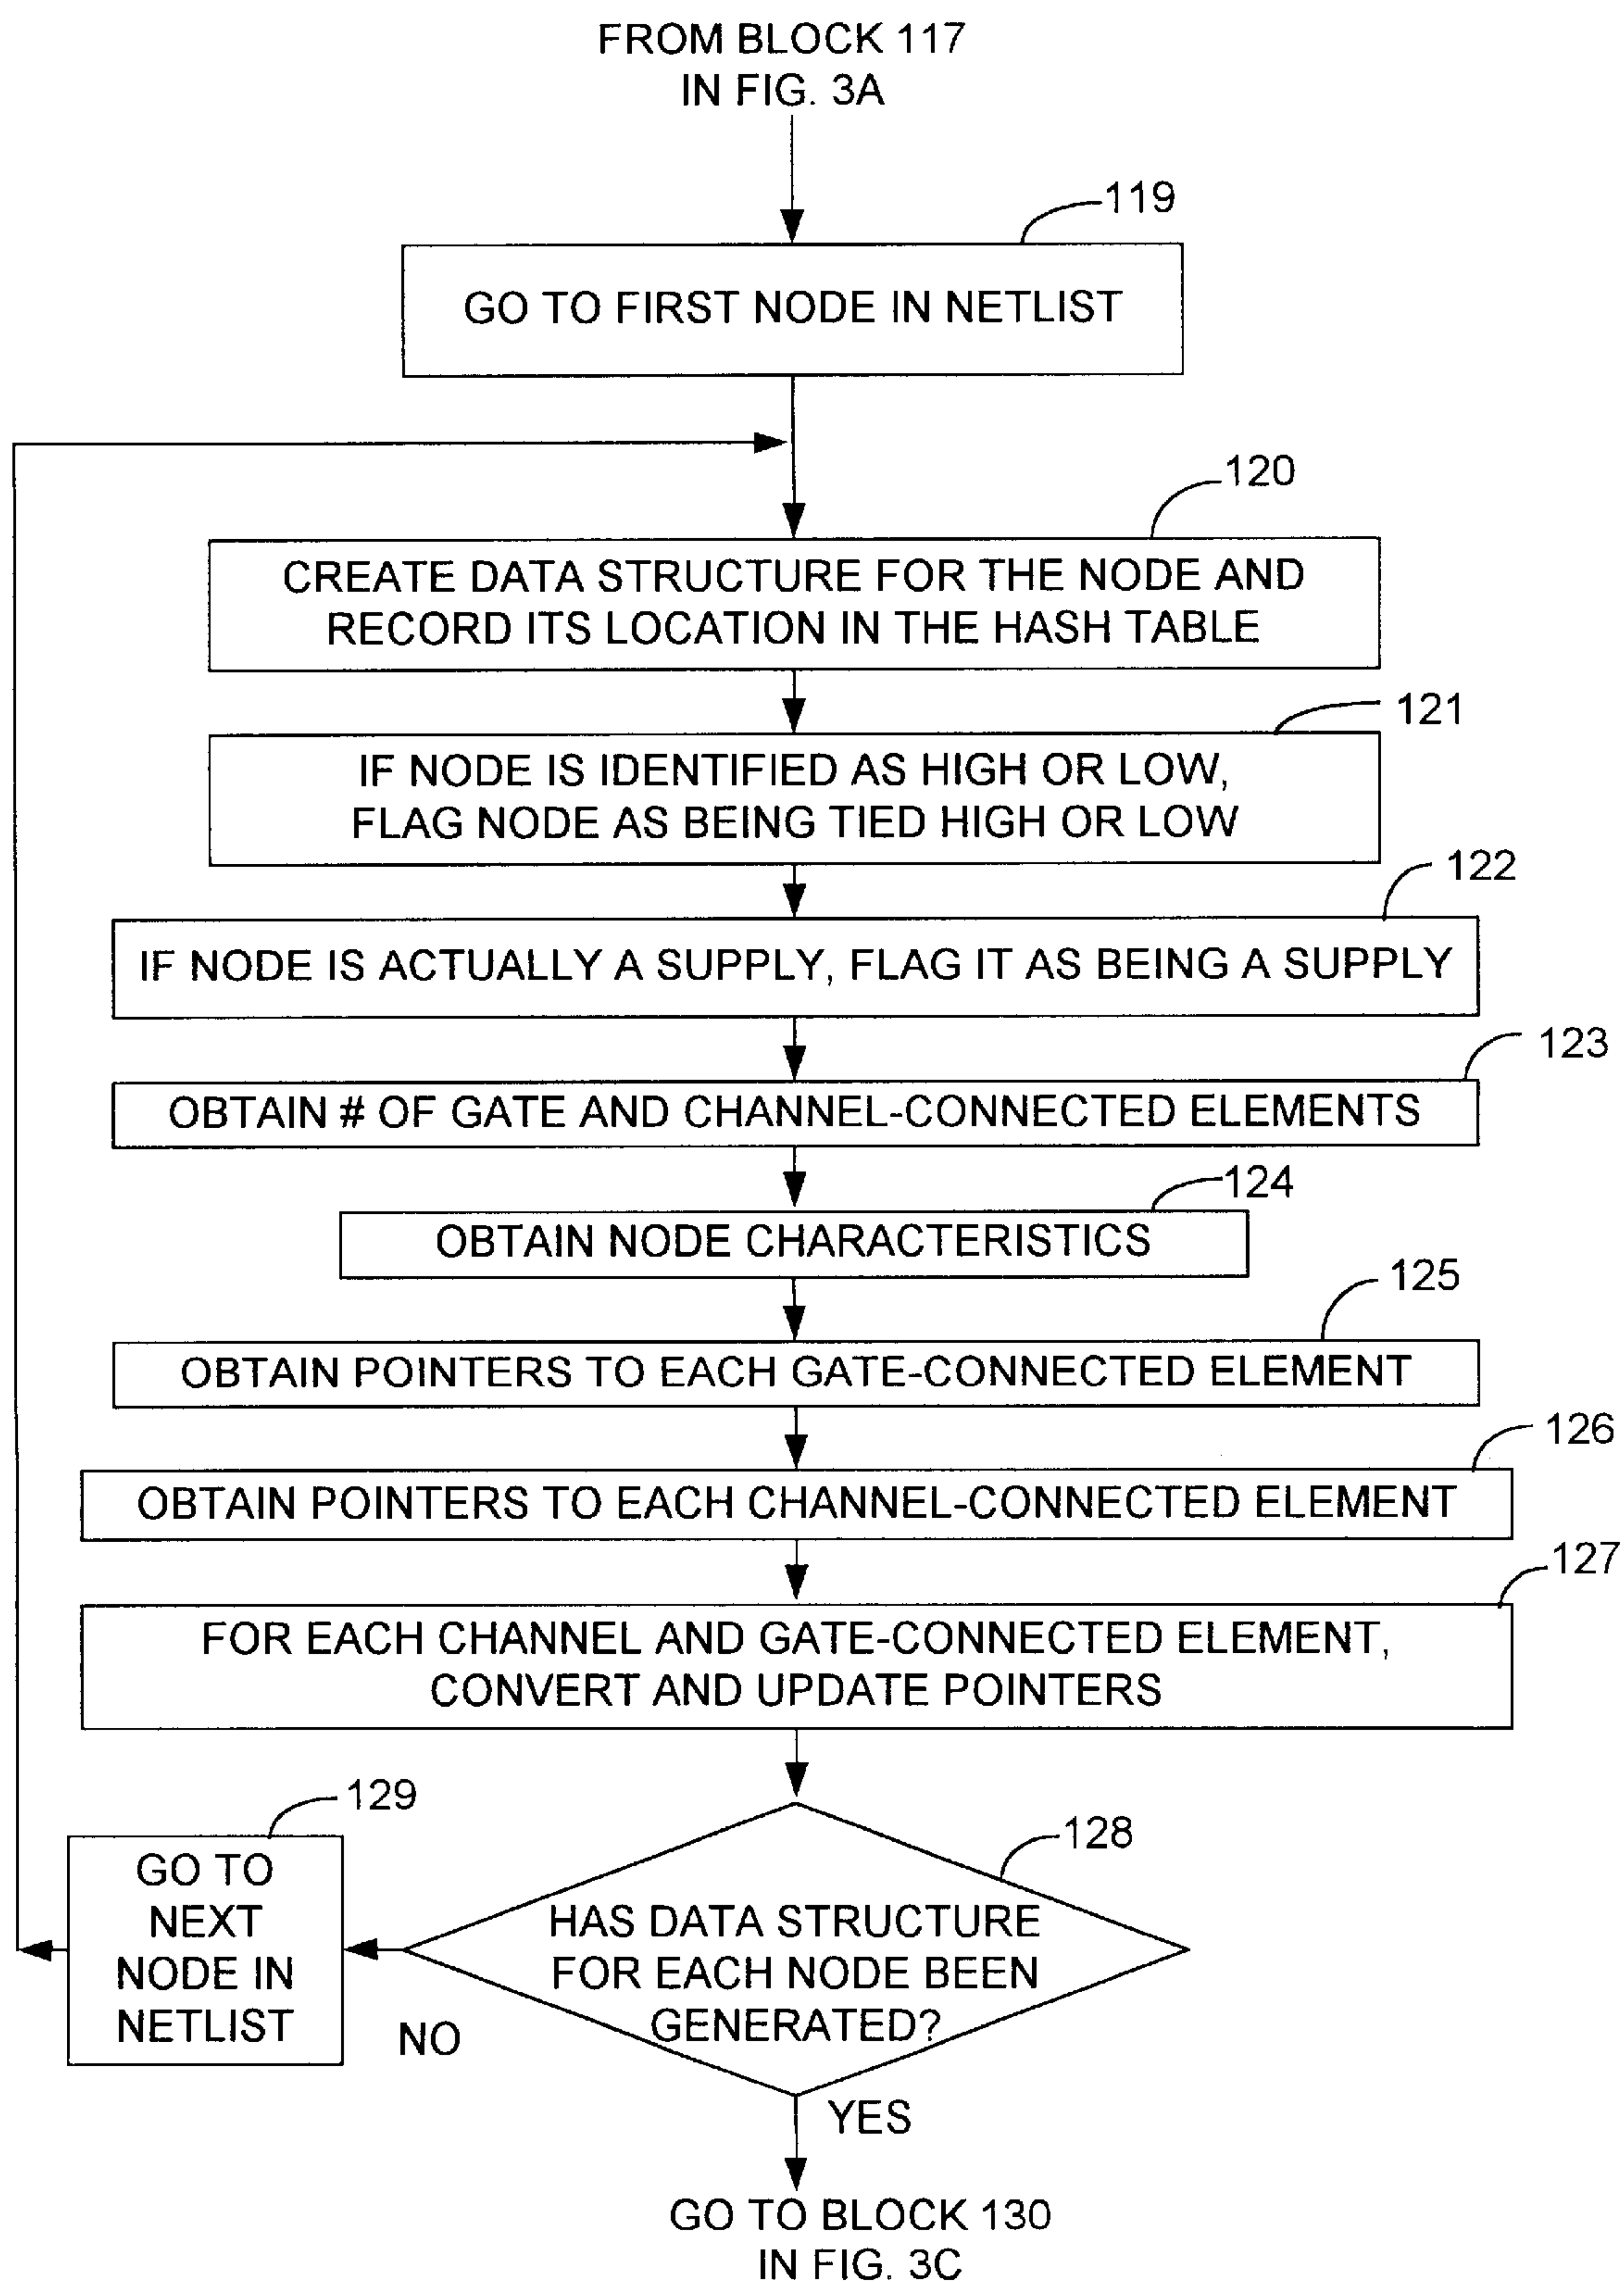 FROM BLOCK 117
IN FIG. 3A
119
GO TO FIRST NODE IN NETLIST
120
CREATE DATA STRUCTURE FOR THE NODE AND
RECORD ITS LOCATION IN THE HASH TABLE
121
IF NODE IS IDENTIFIED AS HIGH OR LOW,
FLAG NODE AS BEING TIED HIGH OR LOW
122
IF NODE IS ACTUALLY A SUPPLY, FLAG IT AS BEING A SUPPLY
123
OBTAIN # OF GATE AND CHANNEL-CONNECTED ELEMENTS
124
OBTAIN NODE CHARACTERISTICS
125
OBTAIN POINTERS TO EACH GATE-CONNECTED ELEMENT
126
OBTAIN POINTERS TO EACH CHANNEL-CONNECTED ELEMENT
127
FOR EACH CHANNEL AND GATE-CONNECTED ELEMENT,
CONVERT AND UPDATE POINTERS
129
GO TO
NEXT
NODE IN
NETLIST
128
HAS DATA STRUCTURE
FOR EACH NODE BEEN
GENERATED?
NO
YES
GO TO BLOCK 130
IN FIG. 3C